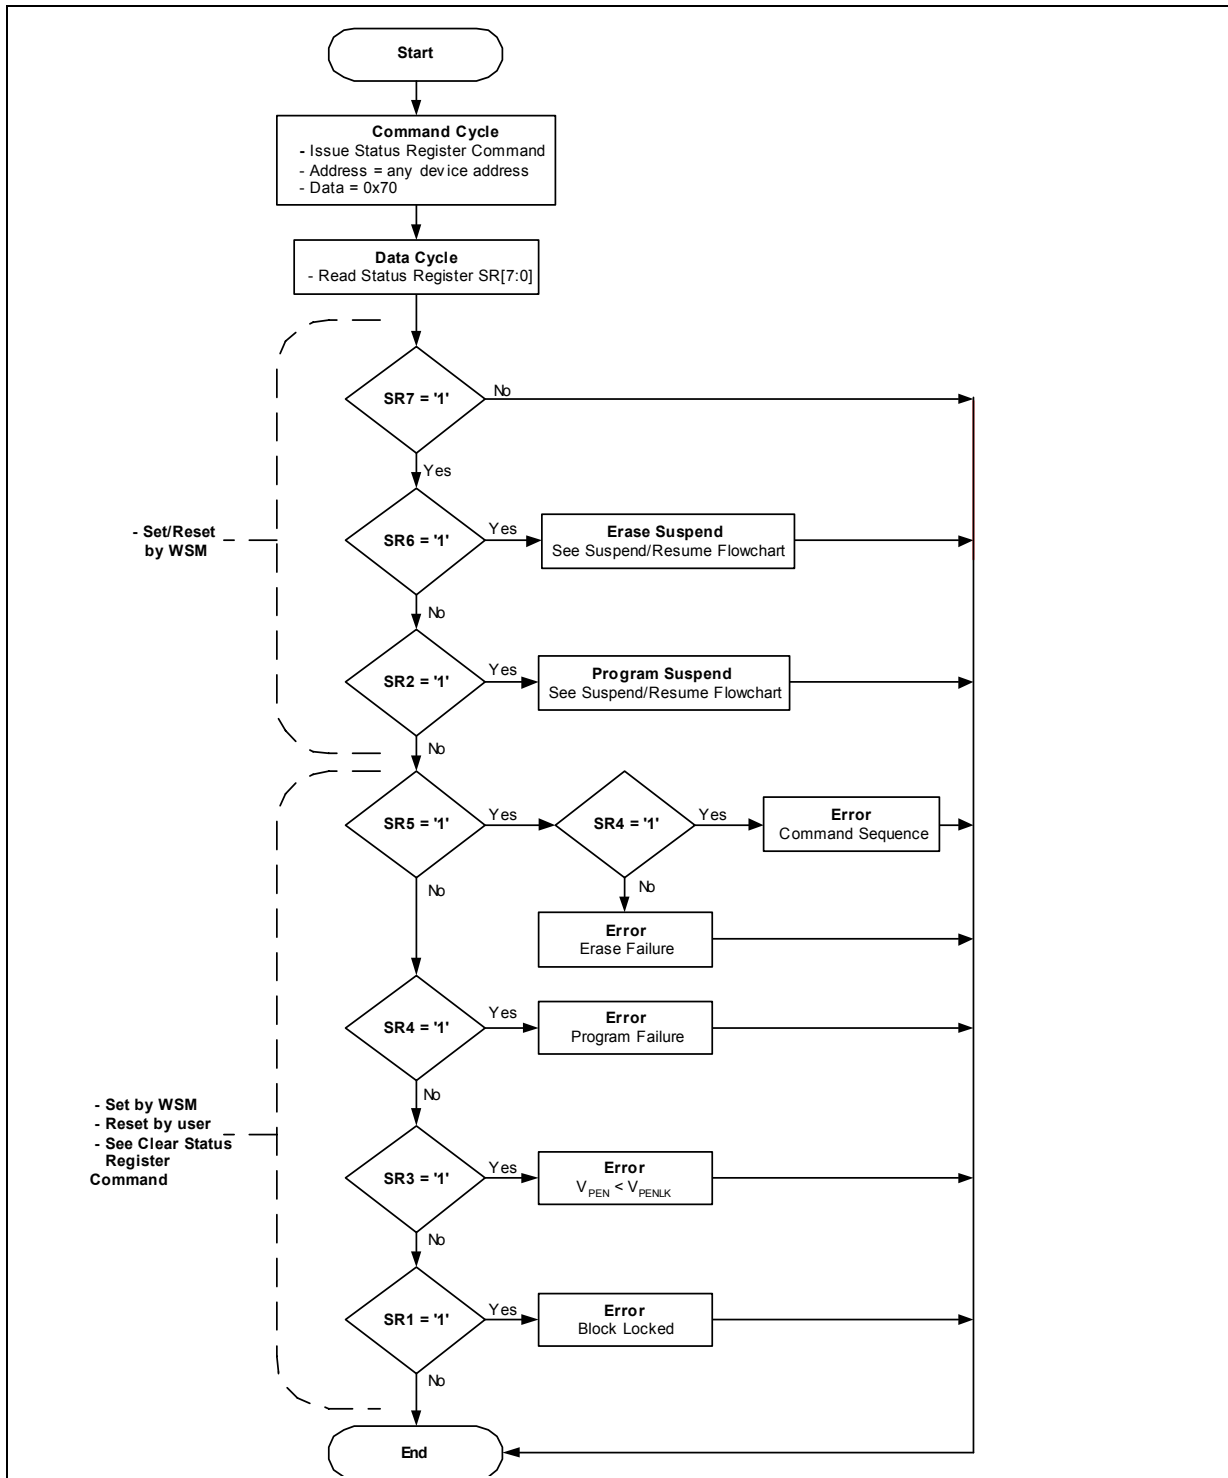 Start
Command Cycle
- Issue Status Register Command
- Address = any device address
- Data = 0x70
Data Cycle
- Read Status Register SR[7:0]
SR7 = '1'
No
Yes
- Set/Reset
by WSM
SR6 = '1'
Yes
Erase Suspend
See Suspend/Resume Flowchart
No
SR2 = '1'
Yes
Program Suspend
See Suspend/Resume Flowchart
No
SR5 = '1'
Yes
SR4 = '1'
Yes
Error
Command Sequence
No
No
Error
Erase Failure
SR4 = '1'
Yes
Error
Program Failure
No
- Set by WSM
- Reset by user
- See Clear Status
Register
Command
SR3 = '1'
Yes
Error
VPEN < VPENLK
No
SR1 = '1'
Yes
Error
Block Locked
No
End